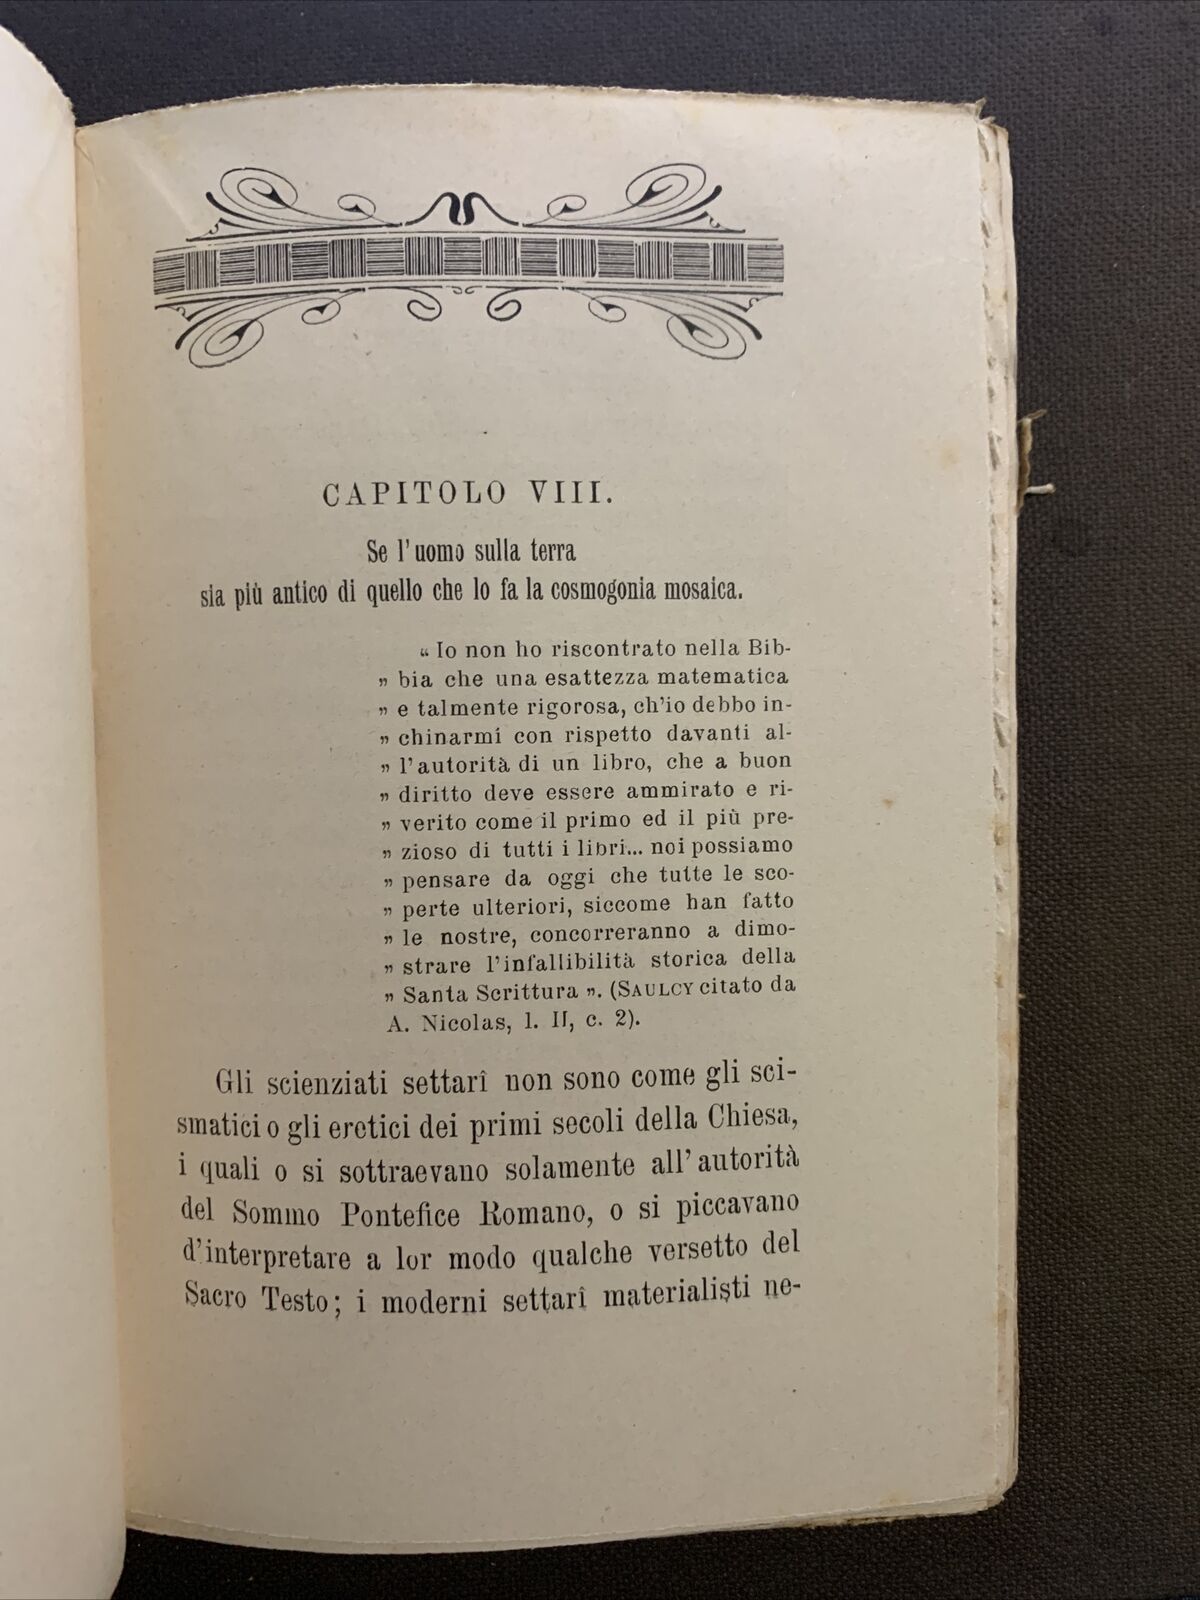 CAPITOLO VIII.
Se l'uomo sulla terra
sia più antico di quello che lo fa la cosmogonia mosaica.
“ Io non ho riscontrato nella Bib-
„ bia che una esattezza matematica
„ e talmente rigorosa, ch'io debbo in-
„ chinarmi con rispetto davanti al-
„ l'autorità di un libro, che a buon
„ diritto deve essere ammirato e ri-
„ verito come il primo ed il più pre-
„ zioso di tutti i libri... noi possiamo
„ pensare da oggi che tutte le sco-
„ perte ulteriori, siccome han fatto
„ le nostre, concorreranno a dimo-
„ strare l'infallibilità storica della
„ Santa Scrittura „. (SAULCY citato da
A. Nicolas, l. II, c. 2).
Gli scienziati settarî non sono come gli sci-
smatici o gli eretici dei primi secoli della Chiesa,
i quali o si sottraevano solamente all'autorità
del Sommo Pontefice Romano, o si piccavano
d'interpretare a lor modo qualche versetto del
Sacro Testo; i moderni settarî materialisti ne-